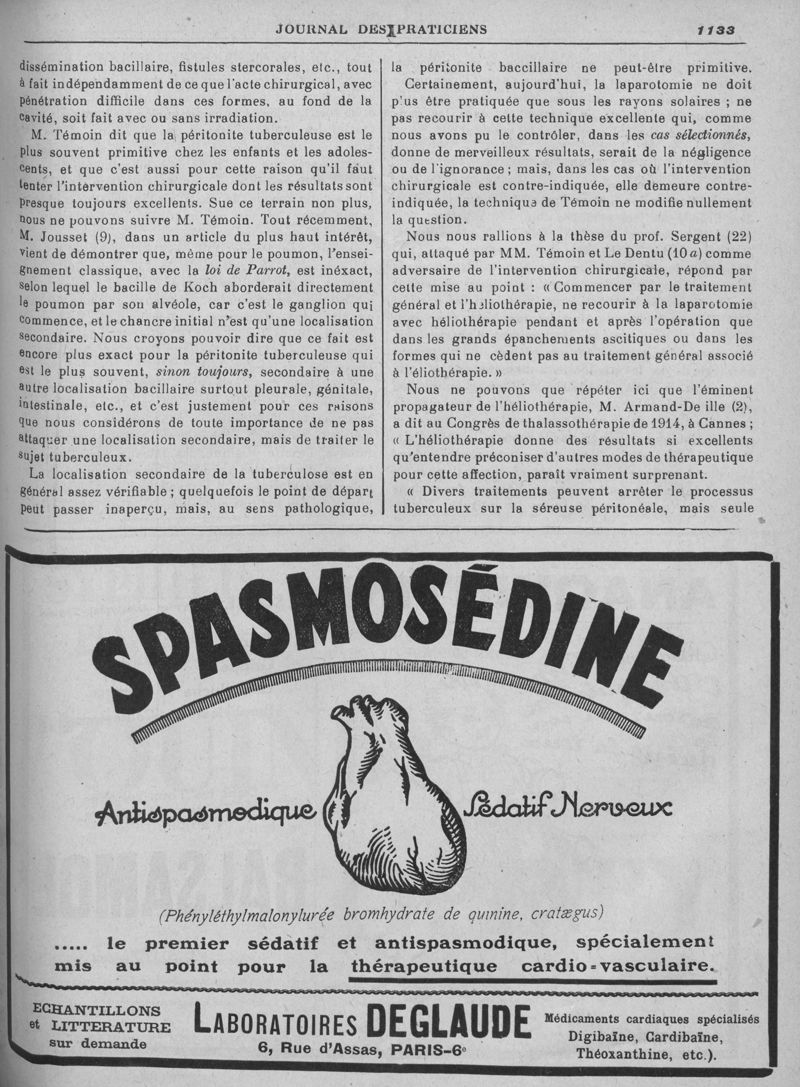 JOURNAL DES PRATICIENS
1133
dissémination bacillaire, fistules stercorales, etc., tout
à fait indépendamment de ce que l'acte chirurgical, avec
pénétration difficile dans ces formes, au fond de la
cavité, soit fait avec ou sans irradiation.
M. Témoin dit que la péritonite tuberculeuse est le
plus souvent primitive chez les enfants et les adoles-
cents, et que c'est aussi pour cette raison qu'il faut
tenter l'intervention chirurgicale dont les résultats sont
presque toujours excellents. Sue ce terrain non plus,
nous ne pouvons suivre M. Témoin. Tout récemment,
M. Jousset (9), dans un article du plus haut intérêt,
vient de démontrer que, même pour le poumon, l'ensei-
gnement classique, avec la loi de Parrot, est inéxact,
selon lequel le bacille de Koch aborderait directement
le poumon par son alvéole, car c'est le ganglion qui
commence, et le chancre initial n'est qu'une localisation
secondaire. Nous croyons pouvoir dire que ce fait est
encore plus exact pour la péritonite tuberculeuse qui
est le plus souvent, sinon toujours, secondaire à une
autre localisation bacillaire surtout pleurale, génitale,
intestinale, etc., et c'est justement pour ces raisons
que nous considérons de toute importance de ne pas
attaquer une localisation secondaire, mais de traiter le
sujet tuberculeux.
La localisation secondaire de la tuberculose est en
général assez vérifiable ; quelquefois le point de départ
peut passer inaperçu, mais, au sens pathologique,
la péritonite baccillaire ne peut-être primitive.
Certainement, aujourd'hui, la laparotomie ne doit
plus être pratiquée que sous les rayons solaires ; ne
pas recourir à cette technique excellente qui, comme
nous avons pu le contrôler, dans les cas sélectionnés,
donne de merveilleux résultats, serait de la négligence
ou de l'ignorance ; mais, dans les cas où l'intervention
chirurgicale est contre-indiquée, elle demeure contre-
indiquée, la technique de Témoin ne modifie nullement
la question.
Nous nous rallions à la thèse du prof. Sergent (22)
qui, attaqué par MM. Témoin et Le Dentu (10 a) comme
adversaire de l'intervention chirurgicale, répond par
cette mise au point : « Commencer par le traitement
général et l'héliothérapie, ne recourir à la laparotomie
avec héliothérapie pendant et après l'opération que
dans les grands épanchements ascitiques ou dans les
formes qui ne cèdent pas au traitement général associé
à l'éliothérapie. »
Nous ne pouvons que répéter ici que l'éminent
propagateur de l'héliothérapie, M. Armand-De ille (2),
a dit au Congrès de thalassothérapie de 1914, à Cannes ;
« L'héliothérapie donne des résultats si excellents
qu'entendre préconiser d'autres modes de thérapeutique
pour cette affection, paraît vraiment surprenant.
« Divers traitements peuvent arrêter le processus
tuberculeux sur la séreuse péritonéale, mais seule
SPASMOSÉDINE
Antispasmodique Sédatif Nerveux
(Phényléthylmalonylurée bromhydrate de quinine, cratægus)
..... le premier sédatif et antispasmodique, spécialement
mis au point pour la thérapeutique cardio-vasculaire.
ECHANTILLONS
et LITTERATURE
sur demande
LABORATOIRES DEGLAUDE
6, Rue d'Assas, PARIS-6e
Médicaments cardiaques spécialisés
Digibaïne, Cardibaïne,
Théoxanthine, etc.).